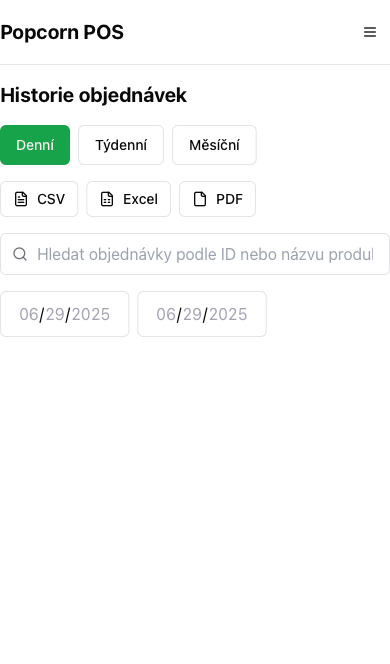 Popcorn POS
Historie objednávek
Denní Týdenní Měsíční
CSV Excel PDF
Hledat objednávky podle ID nebo názvu produ
06/29/2025 06/29/2025